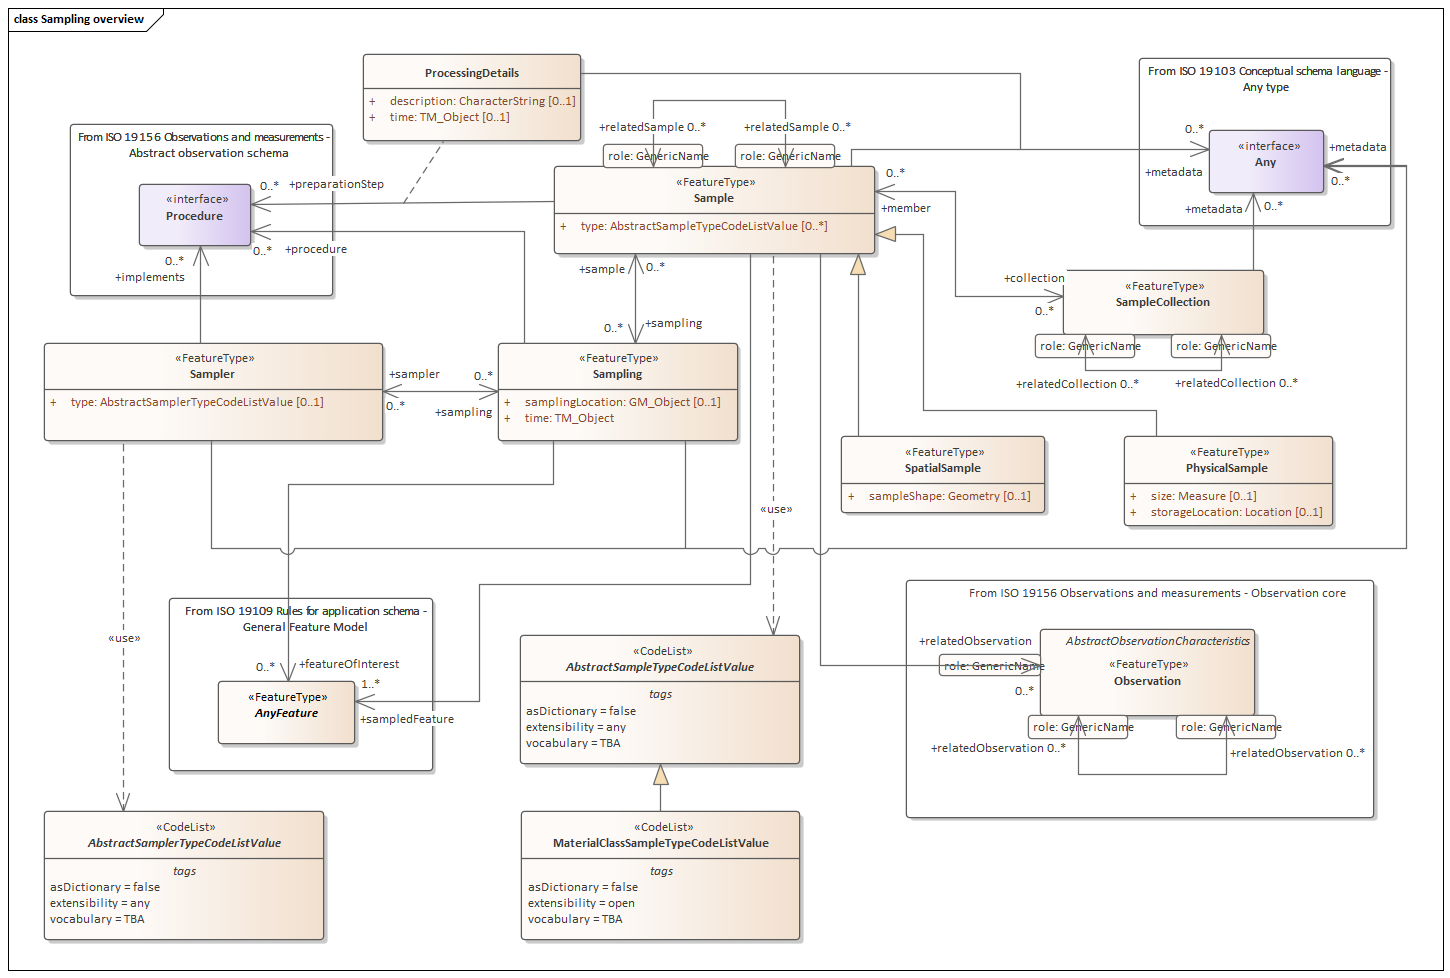 class Sampling overview
ProcessingDetails
+ description: CharacterString [0..1]
+ time: TM_Object [0..1]
From ISO 19103 Conceptual schema language -
Any type
0..*
«interface»
Any
+metadata
+metadata
0..*
+metadata
0..*
From ISO 19156 Observations and measurements -
Abstract observation schema
«interface»
Procedure
0..*
+preparationStep
0..*
+procedure
0..*
+implements
+relatedSample 0..*
+relatedSample 0..*
role: GenericName
role: GenericName
«FeatureType»
Sample
+ type: AbstractSampleTypeCodeListValue [0..*]
0..*
+member
+sample
0..*
+collection
0..*
«FeatureType»
SampleCollection
role: GenericName
role: GenericName
+relatedCollection 0..*
+relatedCollection 0..*
0..*
+sampling
«FeatureType»
Sampler
+ type: AbstractSamplerTypeCodeListValue [0..1]
+sampler
0..*
0..*
+sampling
«FeatureType»
Sampling
+ samplingLocation: GM_Object [0..1]
+ time: TM_Object
«FeatureType»
SpatialSample
+ sampleShape: Geometry [0..1]
«FeatureType»
PhysicalSample
+ size: Measure [0..1]
+ storageLocation: Location [0..1]
«use»
«use»
From ISO 19109 Rules for application schema -
General Feature Model
0..*
+featureOfInterest
«FeatureType»
AnyFeature
1..*
+sampledFeature
«CodeList»
AbstractSampleTypeCodeListValue
tags
asDictionary = false
extensibility = any
vocabulary = TBA
From ISO 19156 Observations and measurements - Observation core
+relatedObservation
role: GenericName
0..*
AbstractObservationCharacteristics
«FeatureType»
Observation
role: GenericName
role: GenericName
+relatedObservation 0..*
+relatedObservation 0..*
«CodeList»
AbstractSamplerTypeCodeListValue
tags
asDictionary = false
extensibility = any
vocabulary = TBA
«CodeList»
MaterialClassSampleTypeCodeListValue
tags
asDictionary = false
extensibility = open
vocabulary = TBA